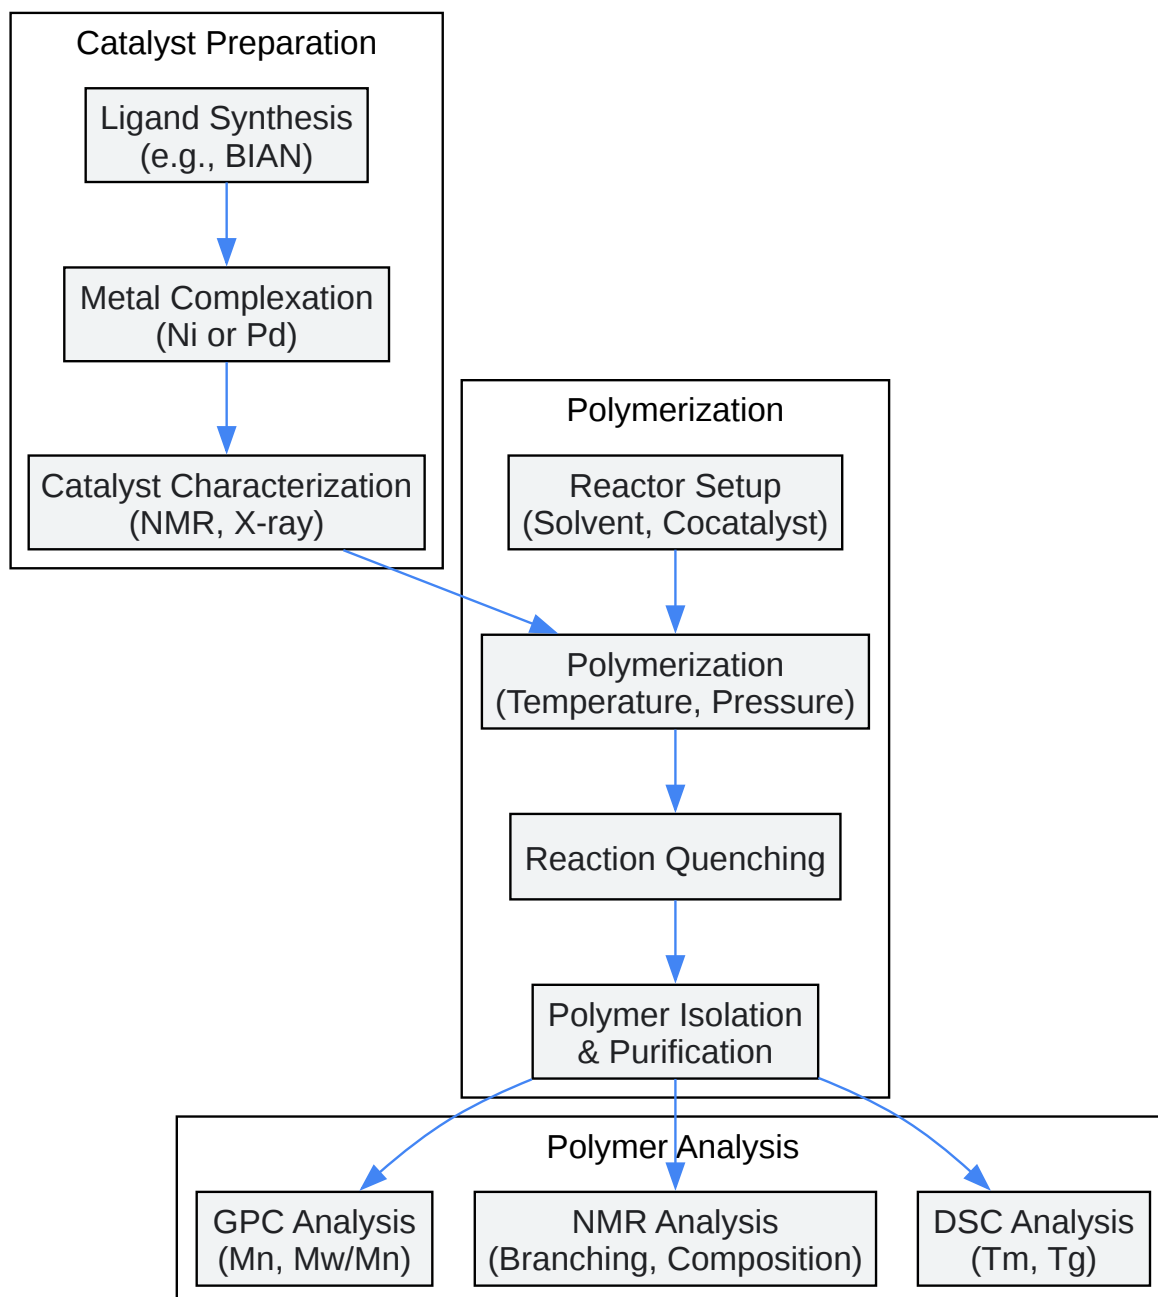 Catalyst Preparation
Ligand Synthesis
(e.g., BIAN)
Metal Complexation
(Ni or Pd)
Catalyst Characterization
(NMR, X-ray)
Polymerization
Reactor Setup
(Solvent, Cocatalyst)
Polymerization
(Temperature, Pressure)
Reaction Quenching
Polymer Isolation
& Purification
Polymer Analysis
GPC Analysis
(Mn, Mw/Mn)
NMR Analysis
(Branching, Composition)
DSC Analysis
(Tm, Tg)